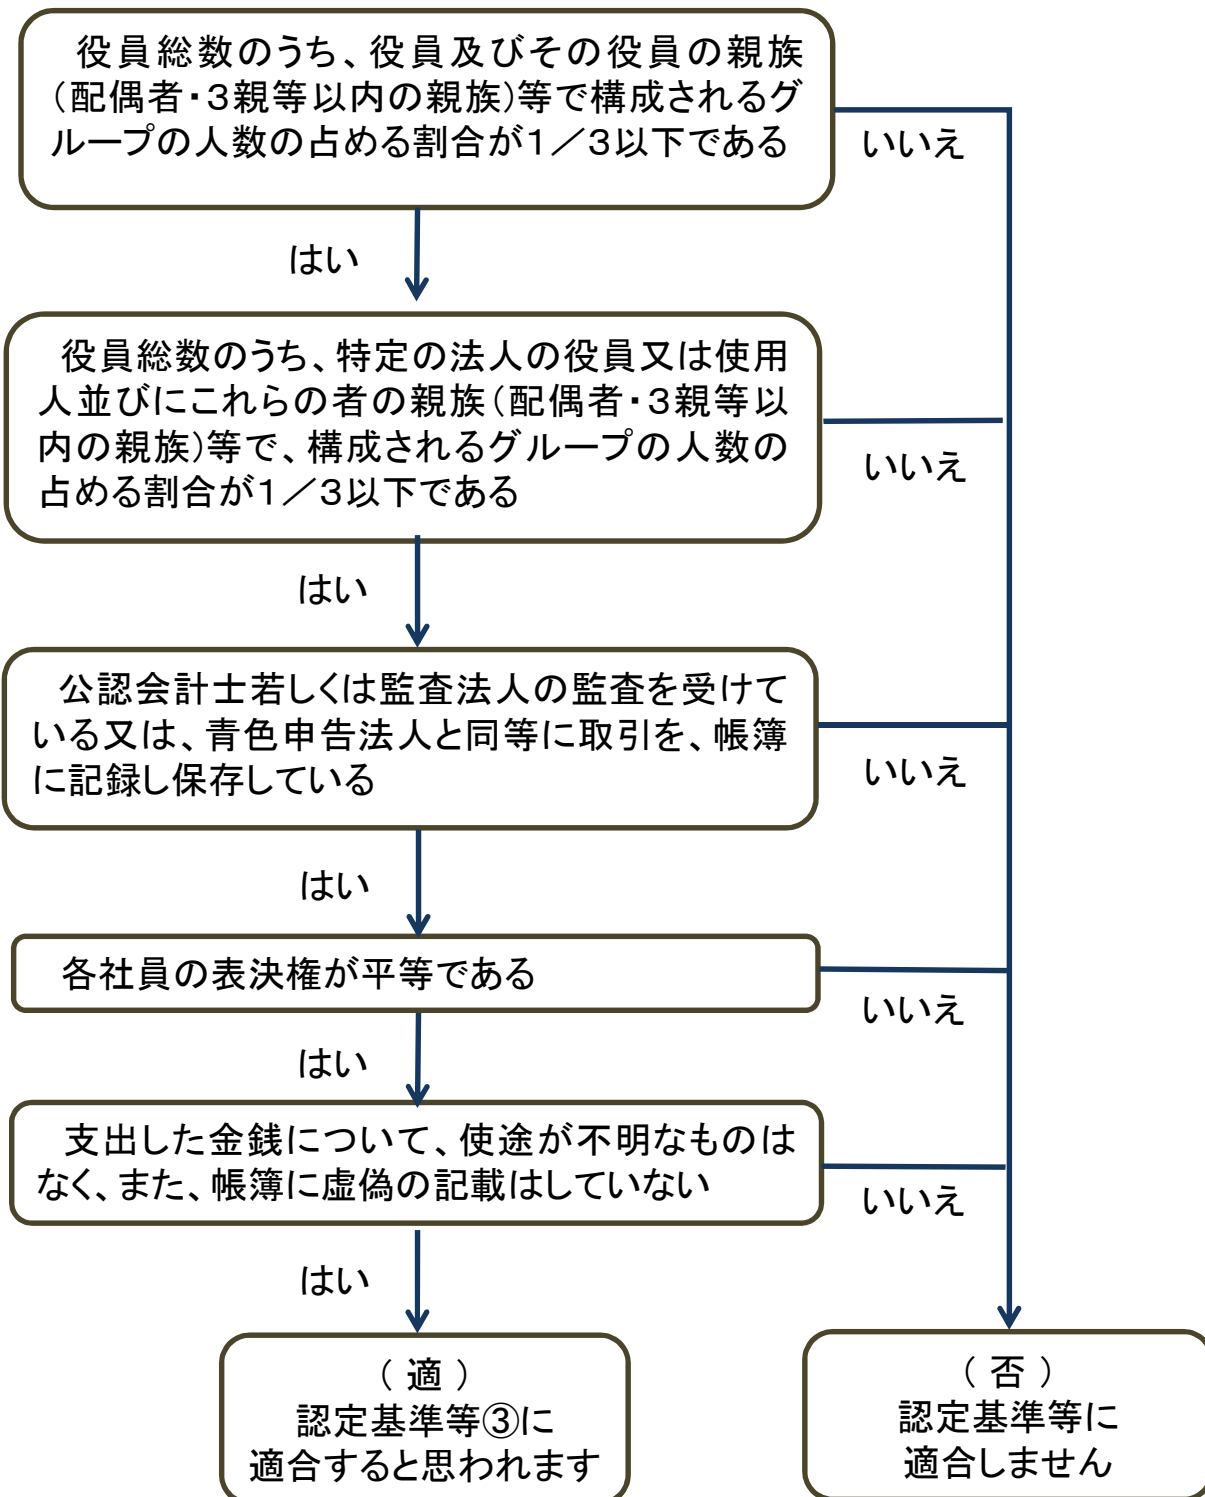 役員総数のうち、役員及びその役員の親族
（配偶者・３親等以内の親族）等で構成されるグ
ループの人数の占める割合が１／３以下である
いいえ
はい
役員総数のうち、特定の法人の役員又は使用
人並びにこれらの者の親族（配偶者・３親等以
内の親族）等で、構成されるグループの人数の
占める割合が１／３以下である
いいえ
はい
公認会計士若しくは監査法人の監査を受けて
いる又は、青色申告法人と同等に取引を、帳簿
に記録し保存している
いいえ
はい
各社員の表決権が平等である
いいえ
はい
支出した金銭について、使途が不明なものは
なく、また、帳簿に虚偽の記載はしていない
いいえ
はい
（ 適 ）
認定基準等③に
適合すると思われます
（ 否 ）
認定基準等に
適合しません